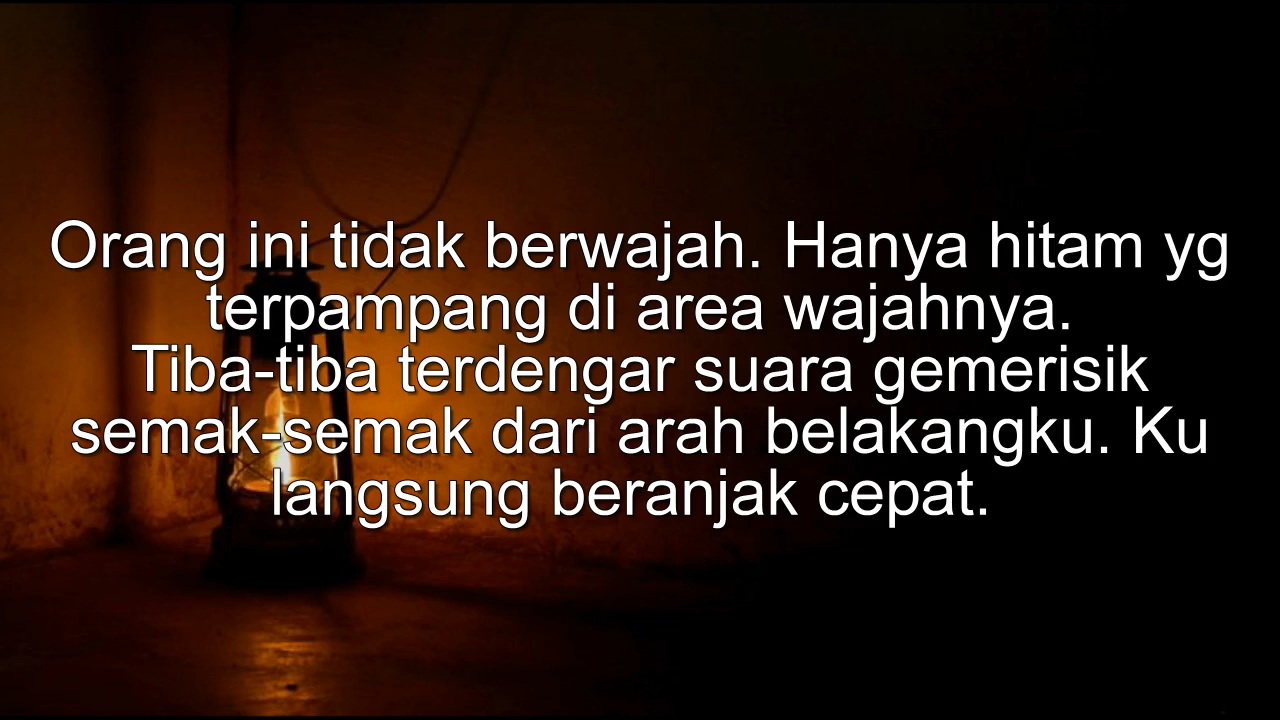 Orang ini tidak berwajah. Hanya hitam yg
terpampang di area wajahnya.
Tiba-tiba terdengar suara gemerisik
semak-semak dari arah belakangku. Ku
langsung beranjak cepat.